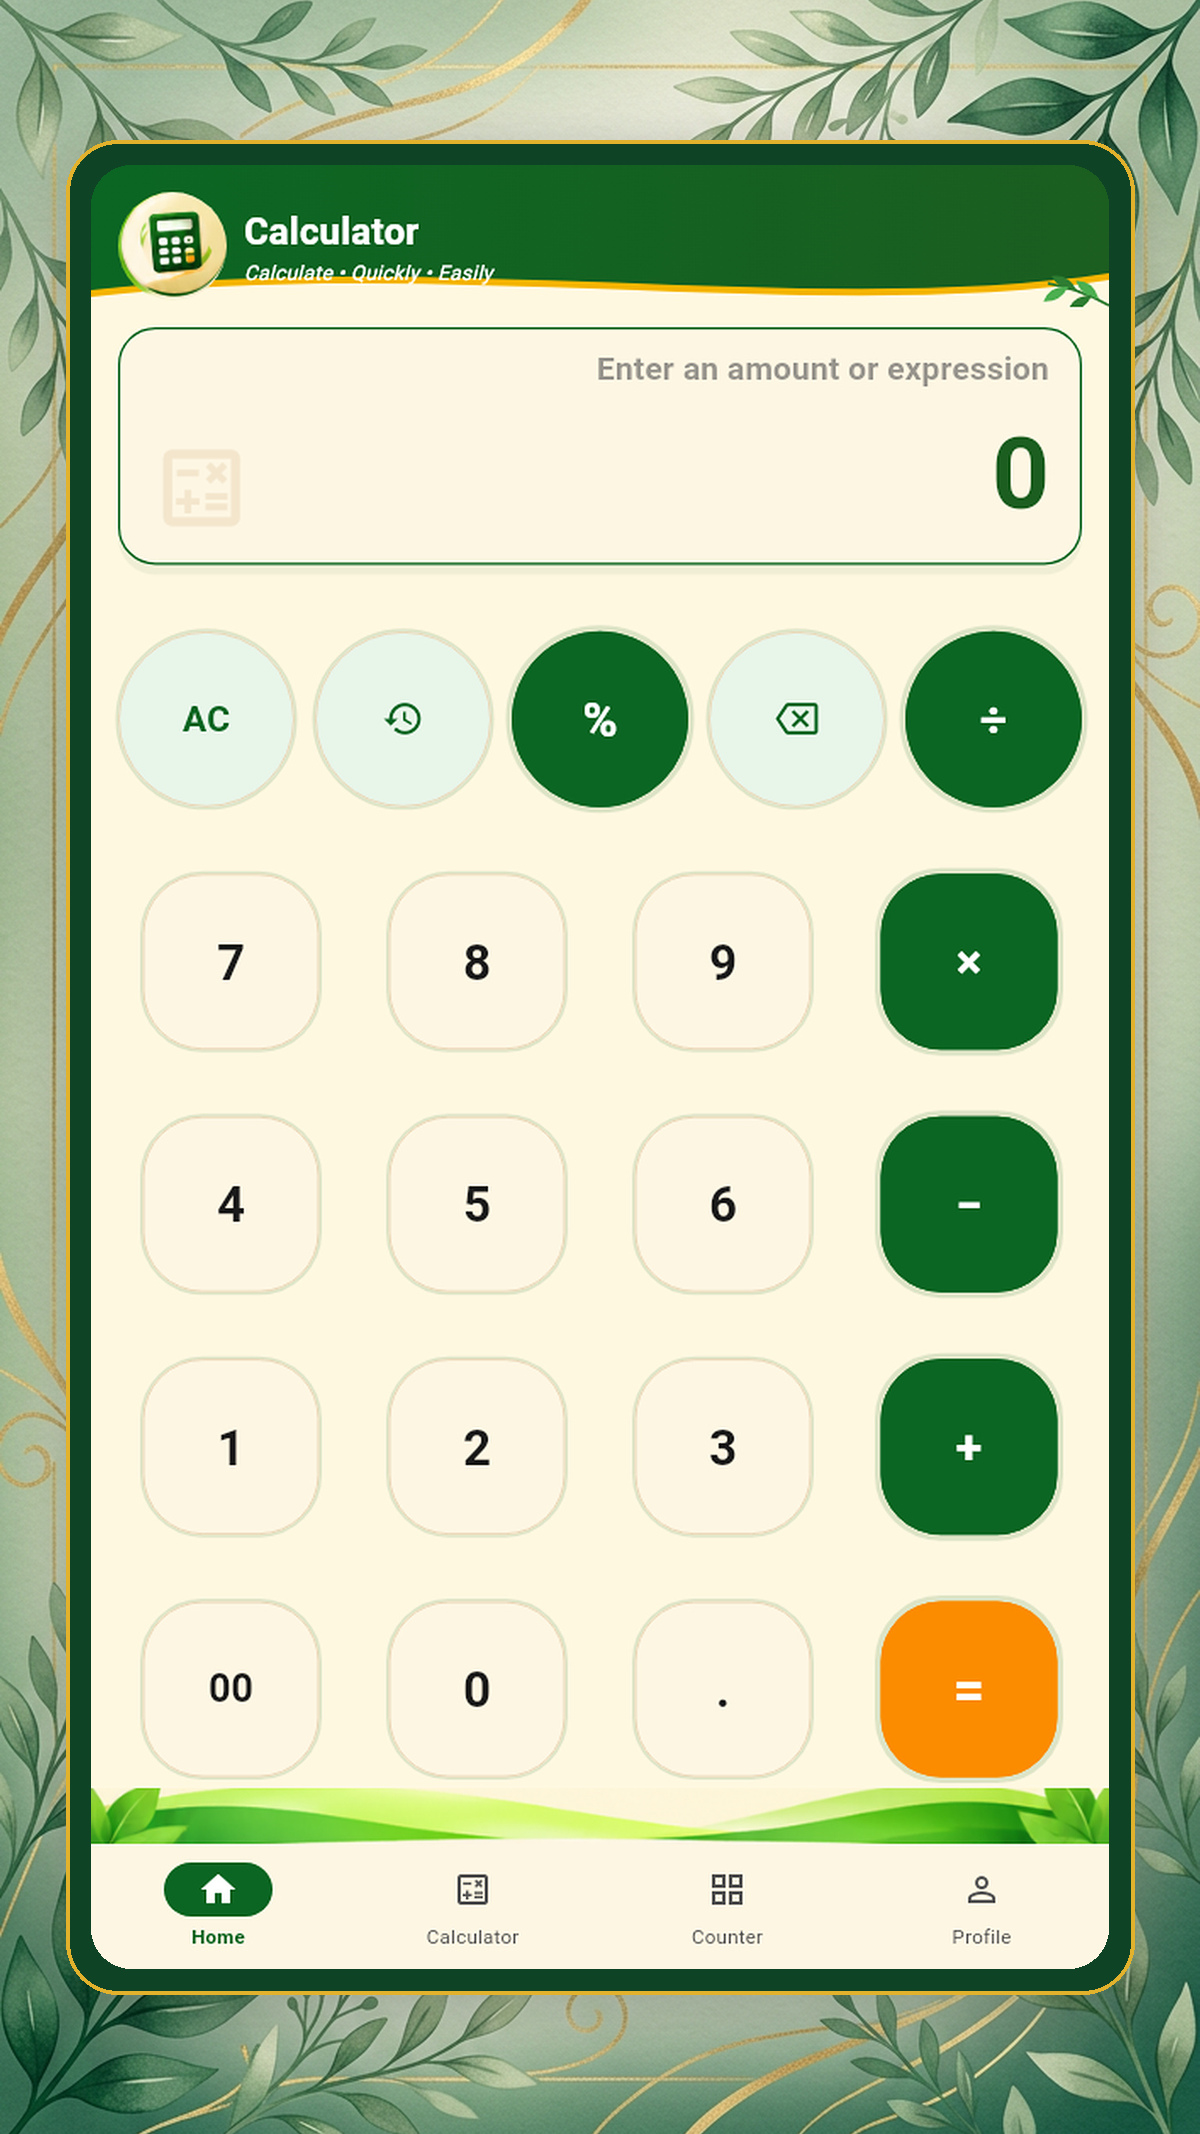 Calculator
Calculate • Quickly • Easily
Enter an amount or expression
0
AC % ÷
7 8 9 ×
4 5 6 −
1 2 3 +
00 0 . =
Home Calculator Counter Profile